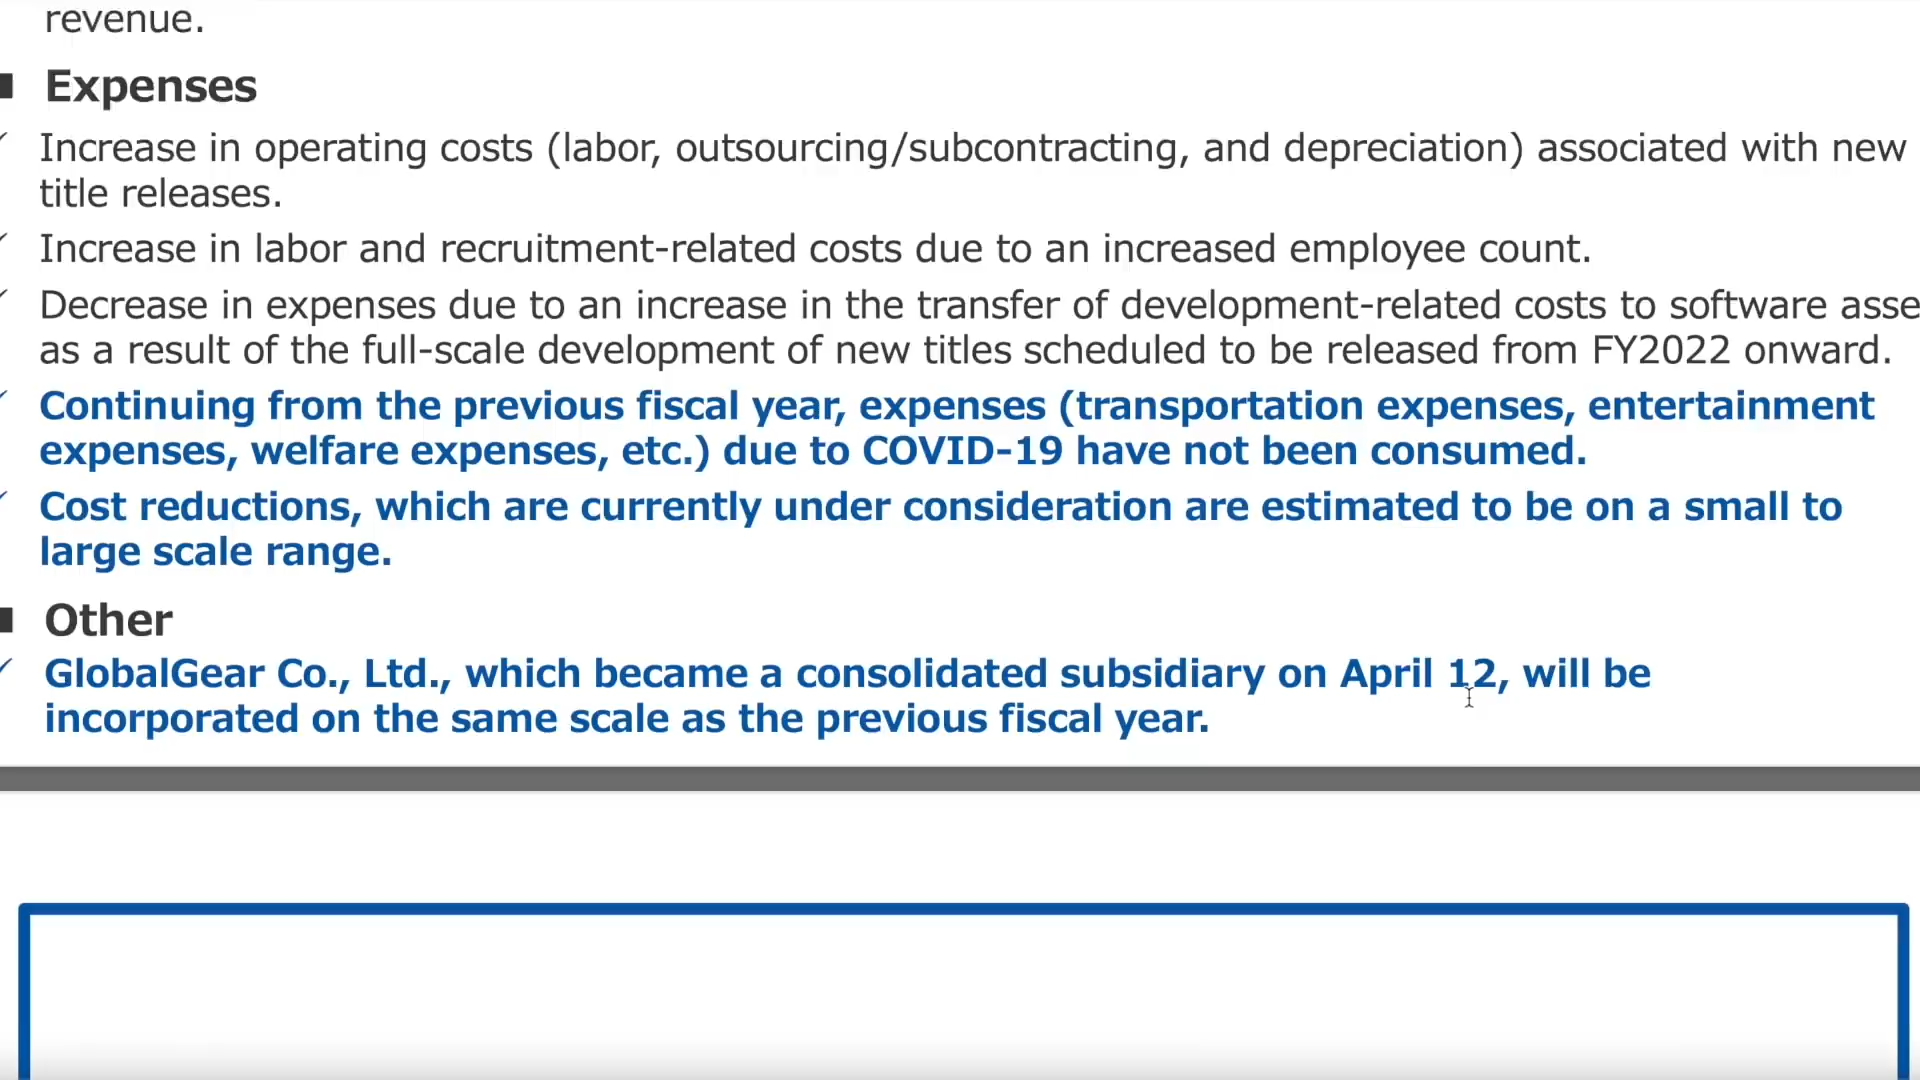 revenue.
Expenses
Increase in operating costs (labor, outsourcing/subcontracting, and depreciation) associated with new
title releases.
Increase in labor and recruitment-related costs due to an increased employee count.
Decrease in expenses due to an increase in the transfer of development-related costs to software asse
as a result of the full-scale development of new titles scheduled to be released from FY2022 onward.
Continuing from the previous fiscal year, expenses (transportation expenses, entertainment
expenses, welfare expenses, etc.) due to COVID-19 have not been consumed.
Cost reductions, which are currently under consideration are estimated to be on a small to
large scale range.
Other
GlobalGear Co., Ltd., which became a consolidated subsidiary on April 12, will be
incorporated on the same scale as the previous fiscal year.